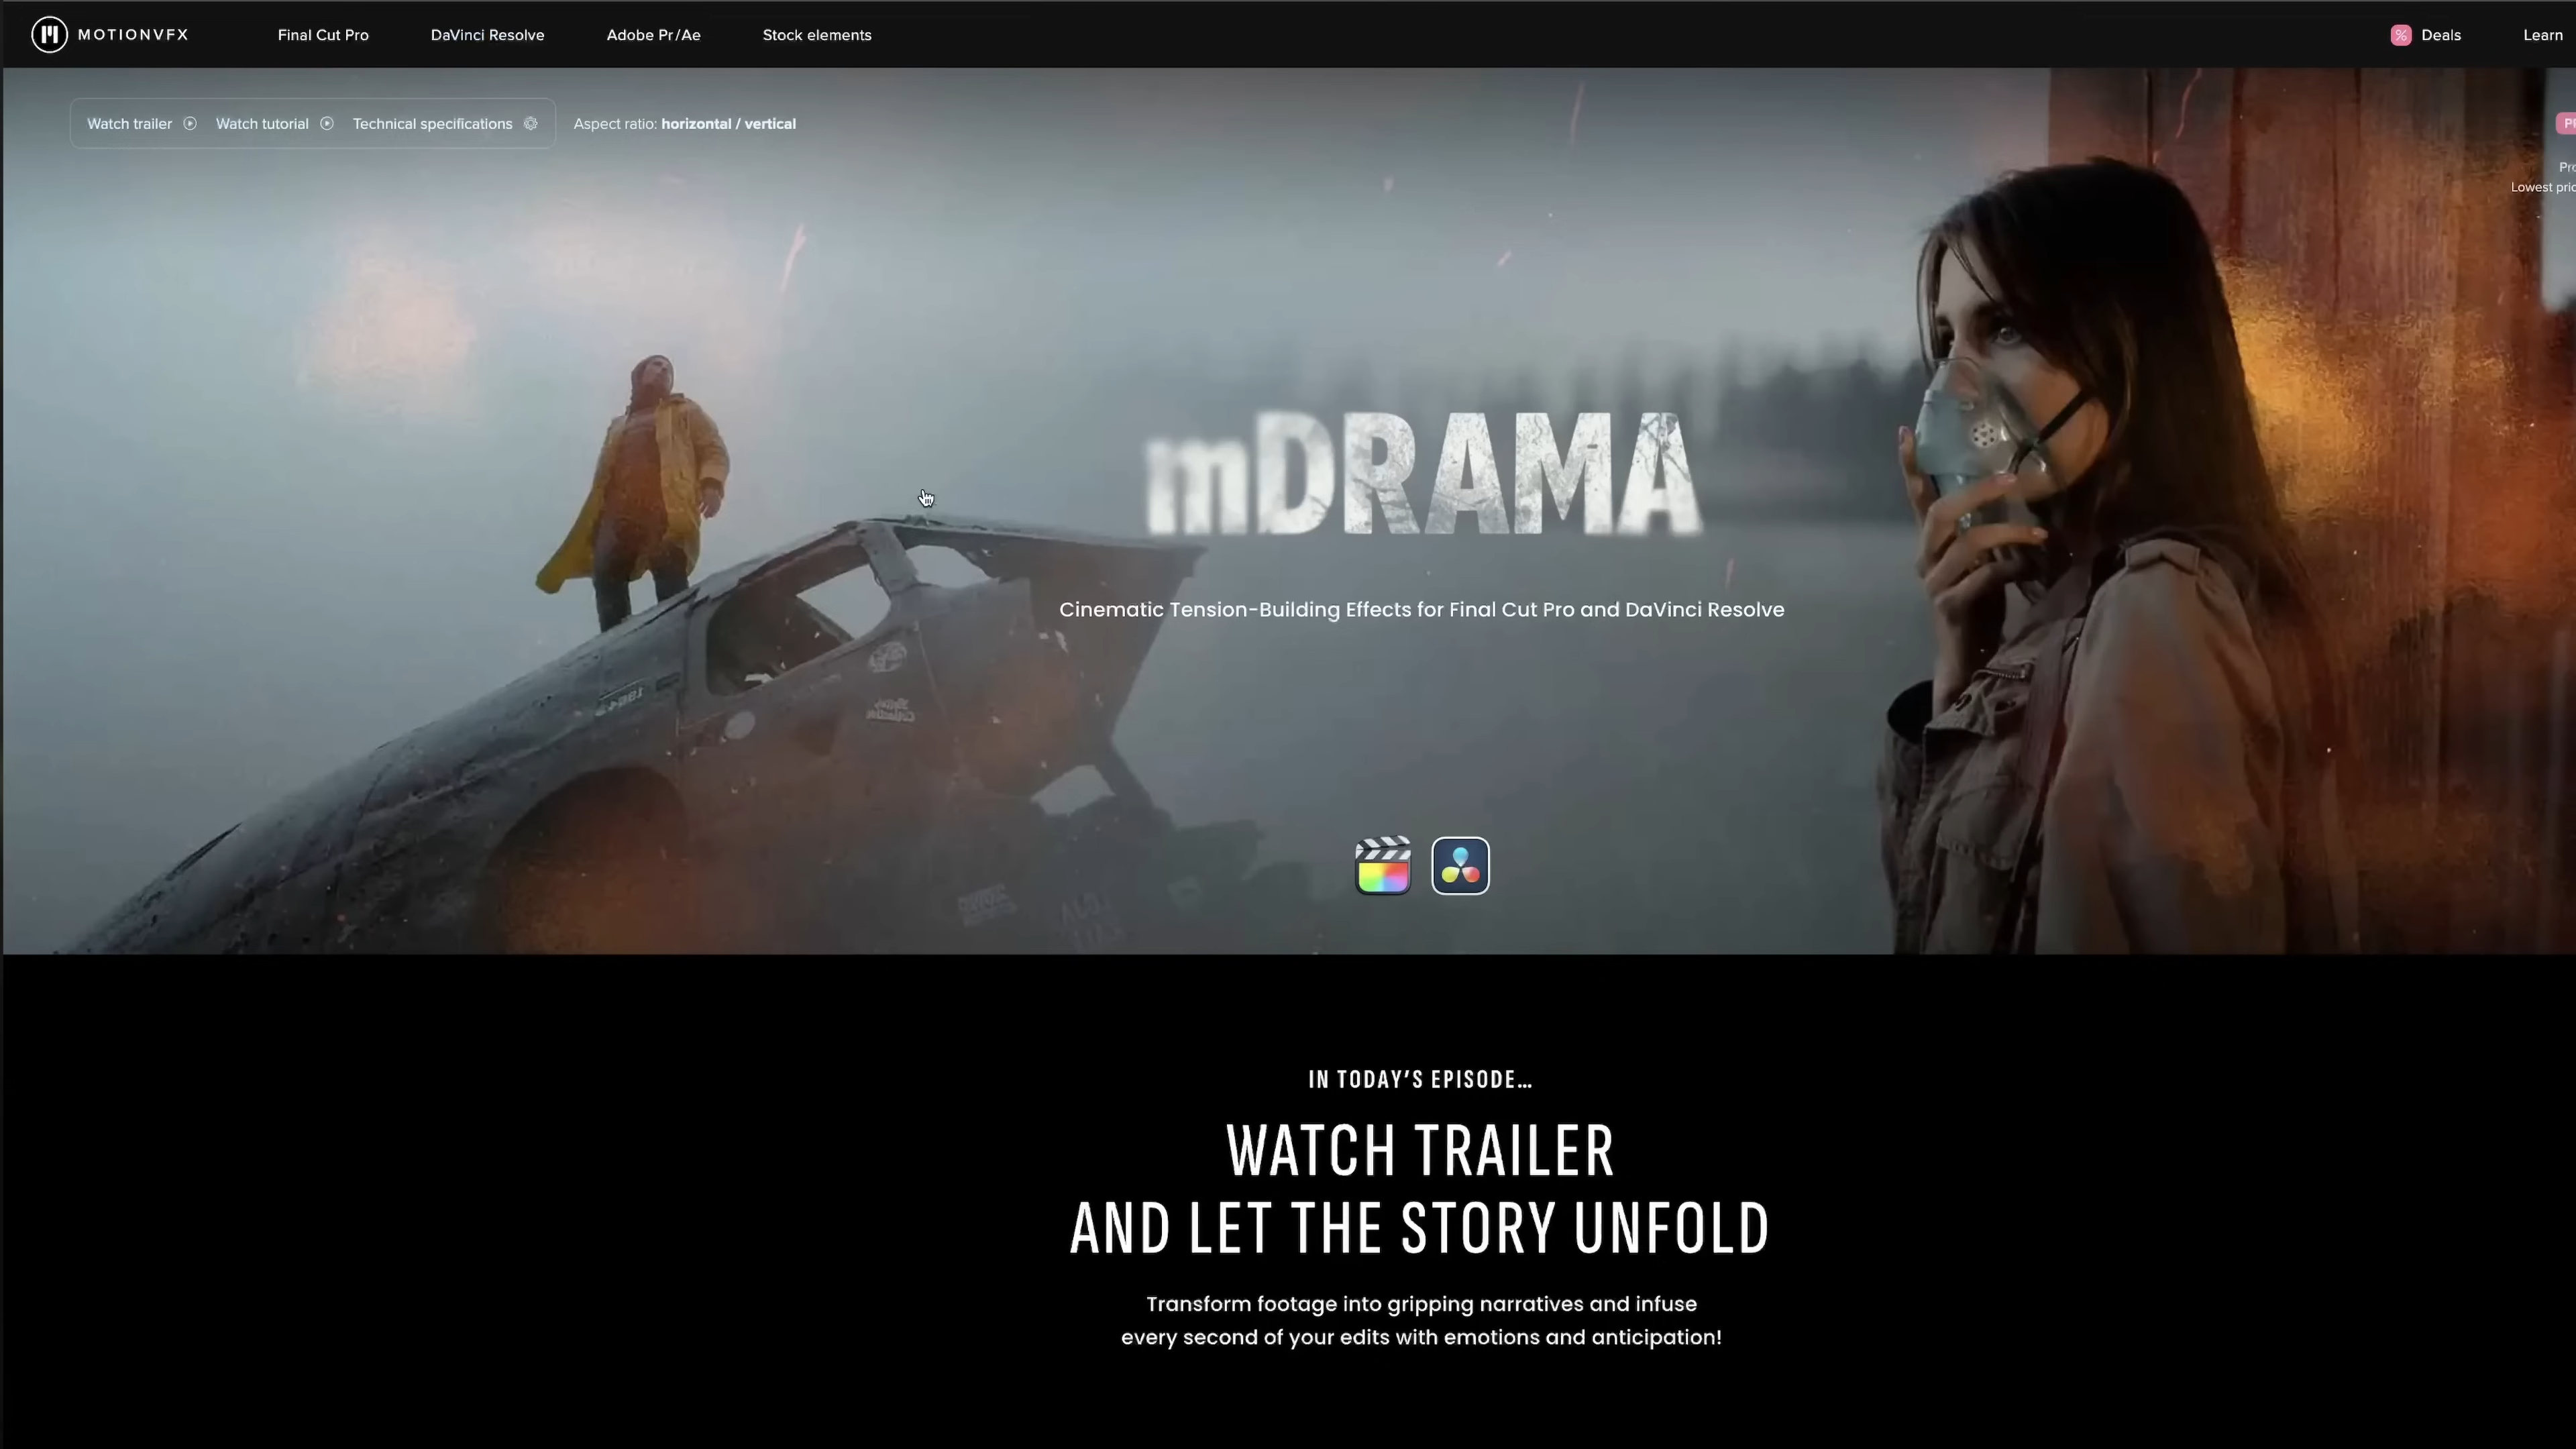 MOTIONVFX
Final Cut Pro
DaVinci Resolve
Adobe Pr/Ae
Stock elements
% Deals
Learn
Watch trailer
Watch tutorial
Technical specifications
Aspect ratio: horizontal / vertical
Lowest
mDRAMA
Cinematic Tension-Building Effects for Final Cut Pro and DaVinci Resolve
IN TODAY'S EPISODE...
WATCH TRAILER
AND LET THE STORY UNFOLD
Transform footage into gripping narratives and infuse
every second of your edits with emotions and anticipation!